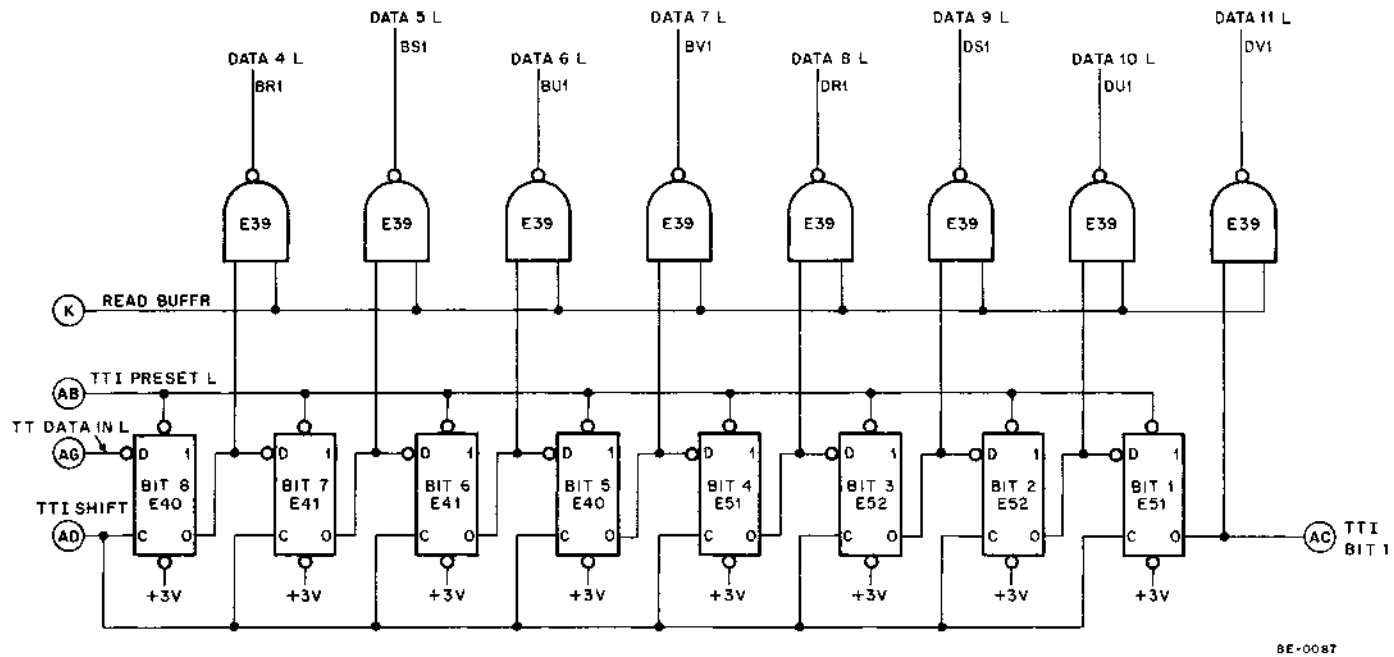 DATA 5 L
DATA 7 L
DATA 9 L
DATA 11 L
BS1
BV1
DS1
DV1
DATA 4 L
DATA 6 L
DATA 8 L
DATA 10 L
BR1
BU1
DR1
DU1
E39
E39
E39
E39
E39
E39
E39
E39
K
READ BUFFR
AB
TTI PRESET L
TT DATA IN L
AG
D 1
D 1
D 1
D 1
D 1
D 1
D 1
D 1
BIT 8
E40
BIT 7
E41
BIT 6
E41
BIT 5
E40
BIT 4
E51
BIT 3
E52
BIT 2
E52
BIT 1
E51
TTI SHIFT
AD
C 0
C 0
C 0
C 0
C 0
C 0
C 0
C 0
AC
TTI
BIT 1
+3V
+3V
+3V
+3V
+3V
+3V
+3V
+3V
BE-0087